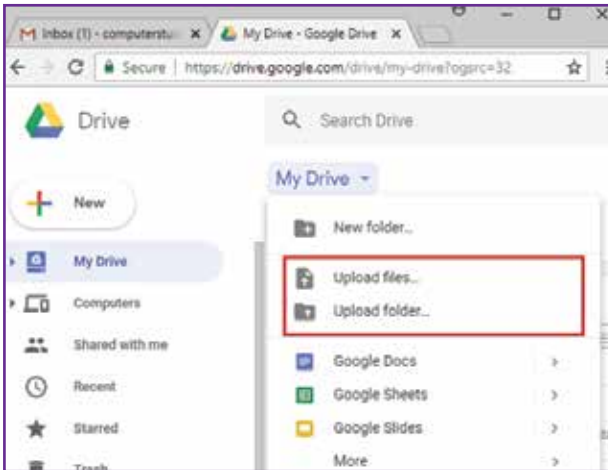 Inbox (1) - computerstu
My Drive - Google Drive
Secure | https://drive.google.com/drive/my-drive?ogsrc=32
Drive
Search Drive
My Drive
New
New folder...
My Drive
Upload files...
Computers
Upload folder...
Shared with me
Google Docs
Recent
Google Sheets
Starred
Google Slides
Trash
More